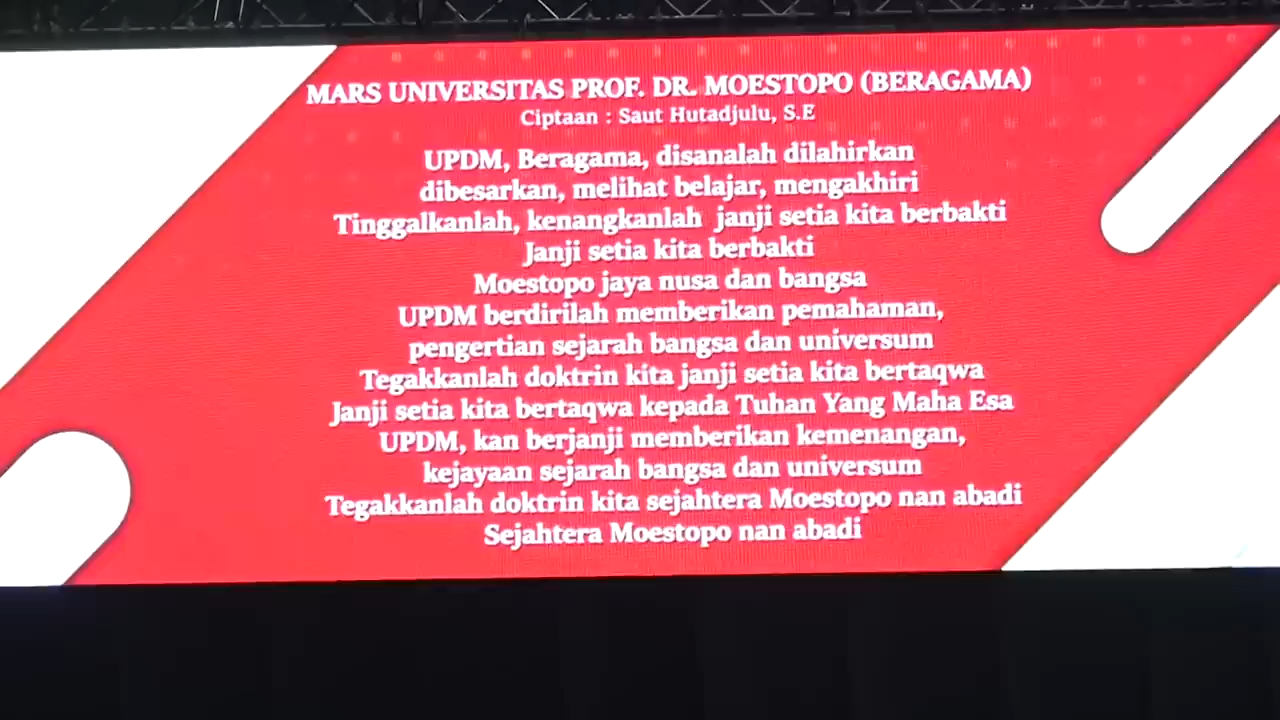 MARS UNIVERSITAS PROF. DR. MOESTOPO (BERAGAMA)
Ciptaan : Saut Hutadjulu, S.E
UPDM, Beragama, disanalah dilahirkan
dibesarkan, melihat belajar, mengakhiri
Tinggalkanlah, kenangkanlah janji setia kita berbakti
Janji setia kita berbakti
Moestopo jaya nusa dan bangsa
UPDM berdirilah memberikan pemahaman,
pengertian sejarah bangsa dan universum
Tegakkanlah doktrin kita janji setia kita bertaqwa
Janji setia kita bertaqwa kepada Tuhan Yang Maha Esa
UPDM, kan berjanji memberikan kemenangan,
kejayaan sejarah bangsa dan universum
Tegakkanlah doktrin kita sejahtera Moestopo nan abadi
Sejahtera Moestopo nan abadi